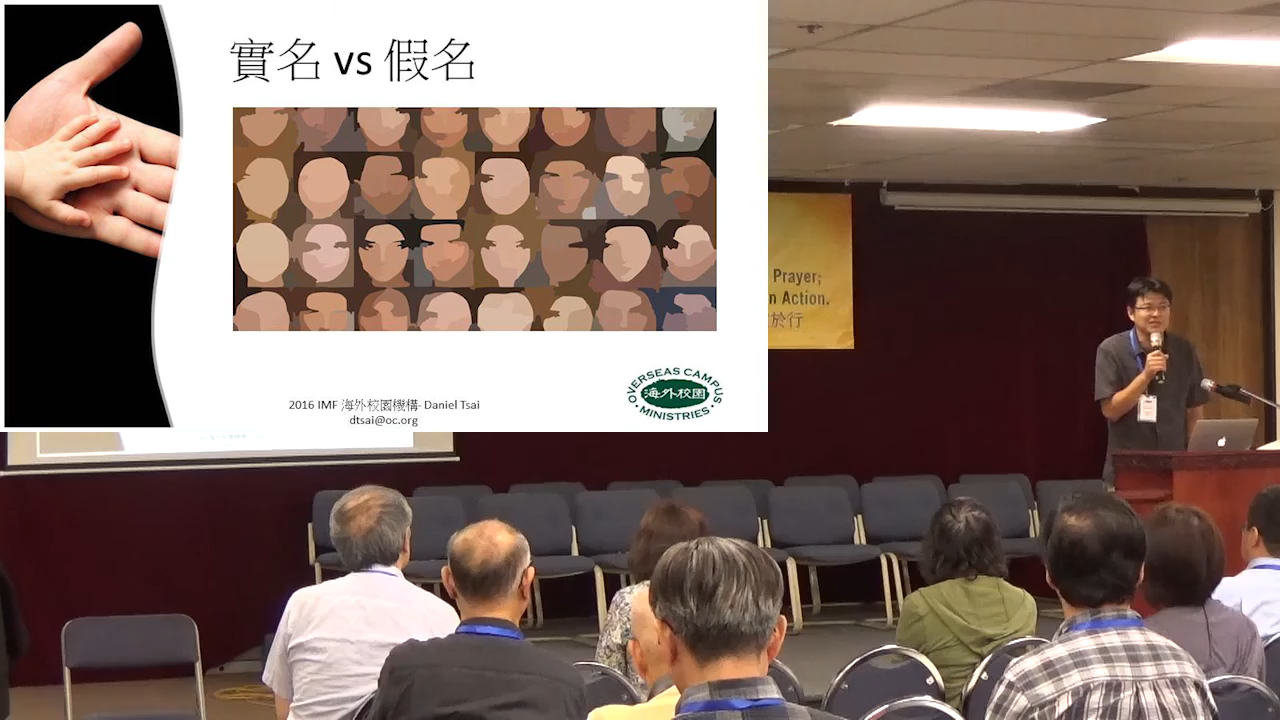 實名 vs 假名
2016 IMF 海外校園機構- Daniel Tsai
dtsai@oc.org
OVERSEAS CAMPUS
海外校園
MINISTRIES
Prayer;
n Action.
於行